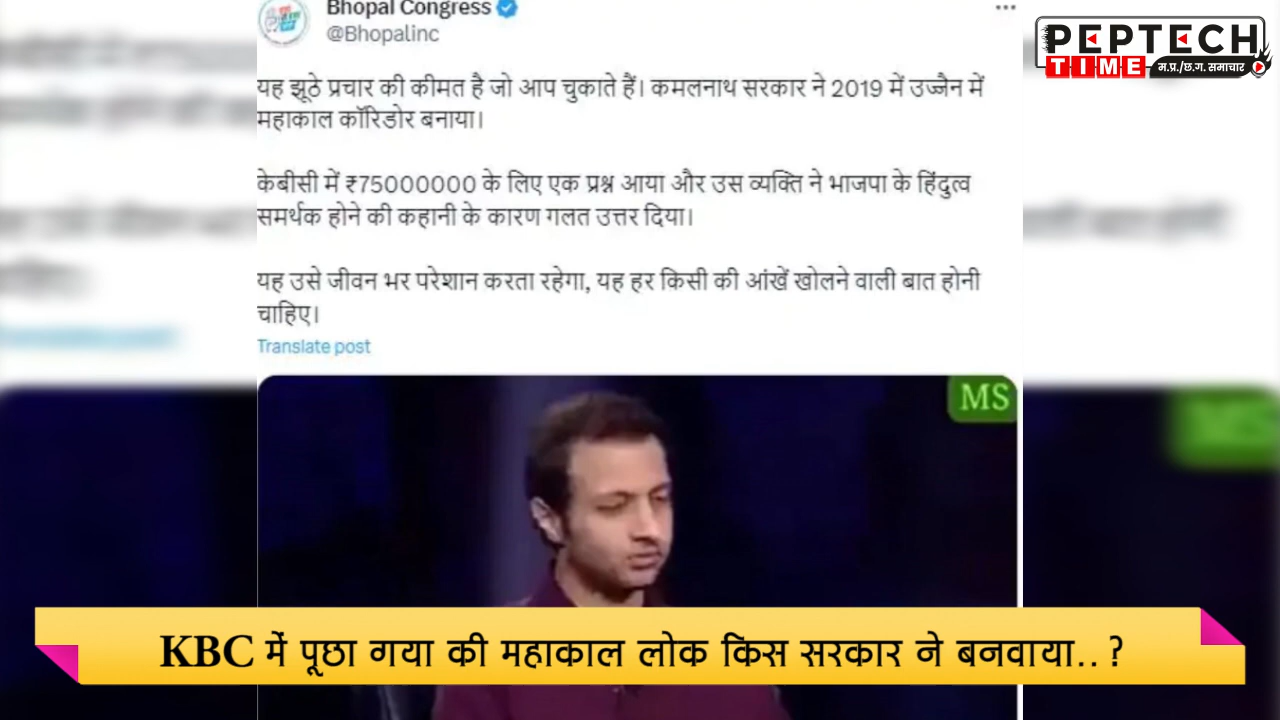 Bhopal Congress
@Bhopalinc
PEPTECH
TIME म.प्र./छ.ग. समाचार
यह झूठे प्रचार की कीमत है जो आप चुकाते हैं। कमलनाथ सरकार ने 2019 में उज्जैन में
महाकाल कॉरिडोर बनाया।
केबीसी में ₹75000000 के लिए एक प्रश्न आया और उस व्यक्ति ने भाजपा के हिंदुत्व
समर्थक होने की कहानी के कारण गलत उत्तर दिया।
यह उसे जीवन भर परेशान करता रहेगा, यह हर किसी की आंखें खोलने वाली बात होनी
चाहिए।
Translate post
MS
KBC में पूछा गया की महाकाल लोक किस सरकार ने बनवाया..?